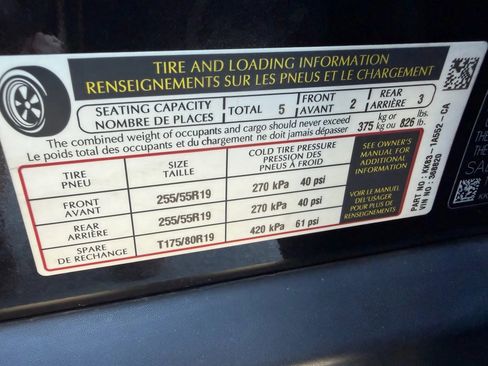 TIRE AND LOADING INFORMATION
RENSEIGNEMENTS SUR LES PNEUS ET LE CHARGEMENT
SEATING CAPACITY
NOMBRE DE PLACES
TOTAL 5
FRONT
AVANT 2
REAR
ARRIÈRE 3
The combined weight of occupants and cargo should never exceed
Le poids total des occupants et du chargement ne doit jamais dépasser
375 kg or ou 826 lbs. lb.
TIRE
PNEU
SIZE
TAILLE
COLD TIRE PRESSURE
PRESSION DES
PNEUS À FROID
FRONT
AVANT
255/55R19
270 kPa 40 psi
REAR
ARRIÈRE
255/55R19
270 kPa 40 psi
SPARE
DE RECHANGE
T175/80R19
420 kPa 61 psi
SEE OWNER'S
MANUAL FOR
ADDITIONAL
INFORMATION
VOIR LE MANUEL
DE L'USAGER
POUR PLUS DE
RENSEIGNEMENTS